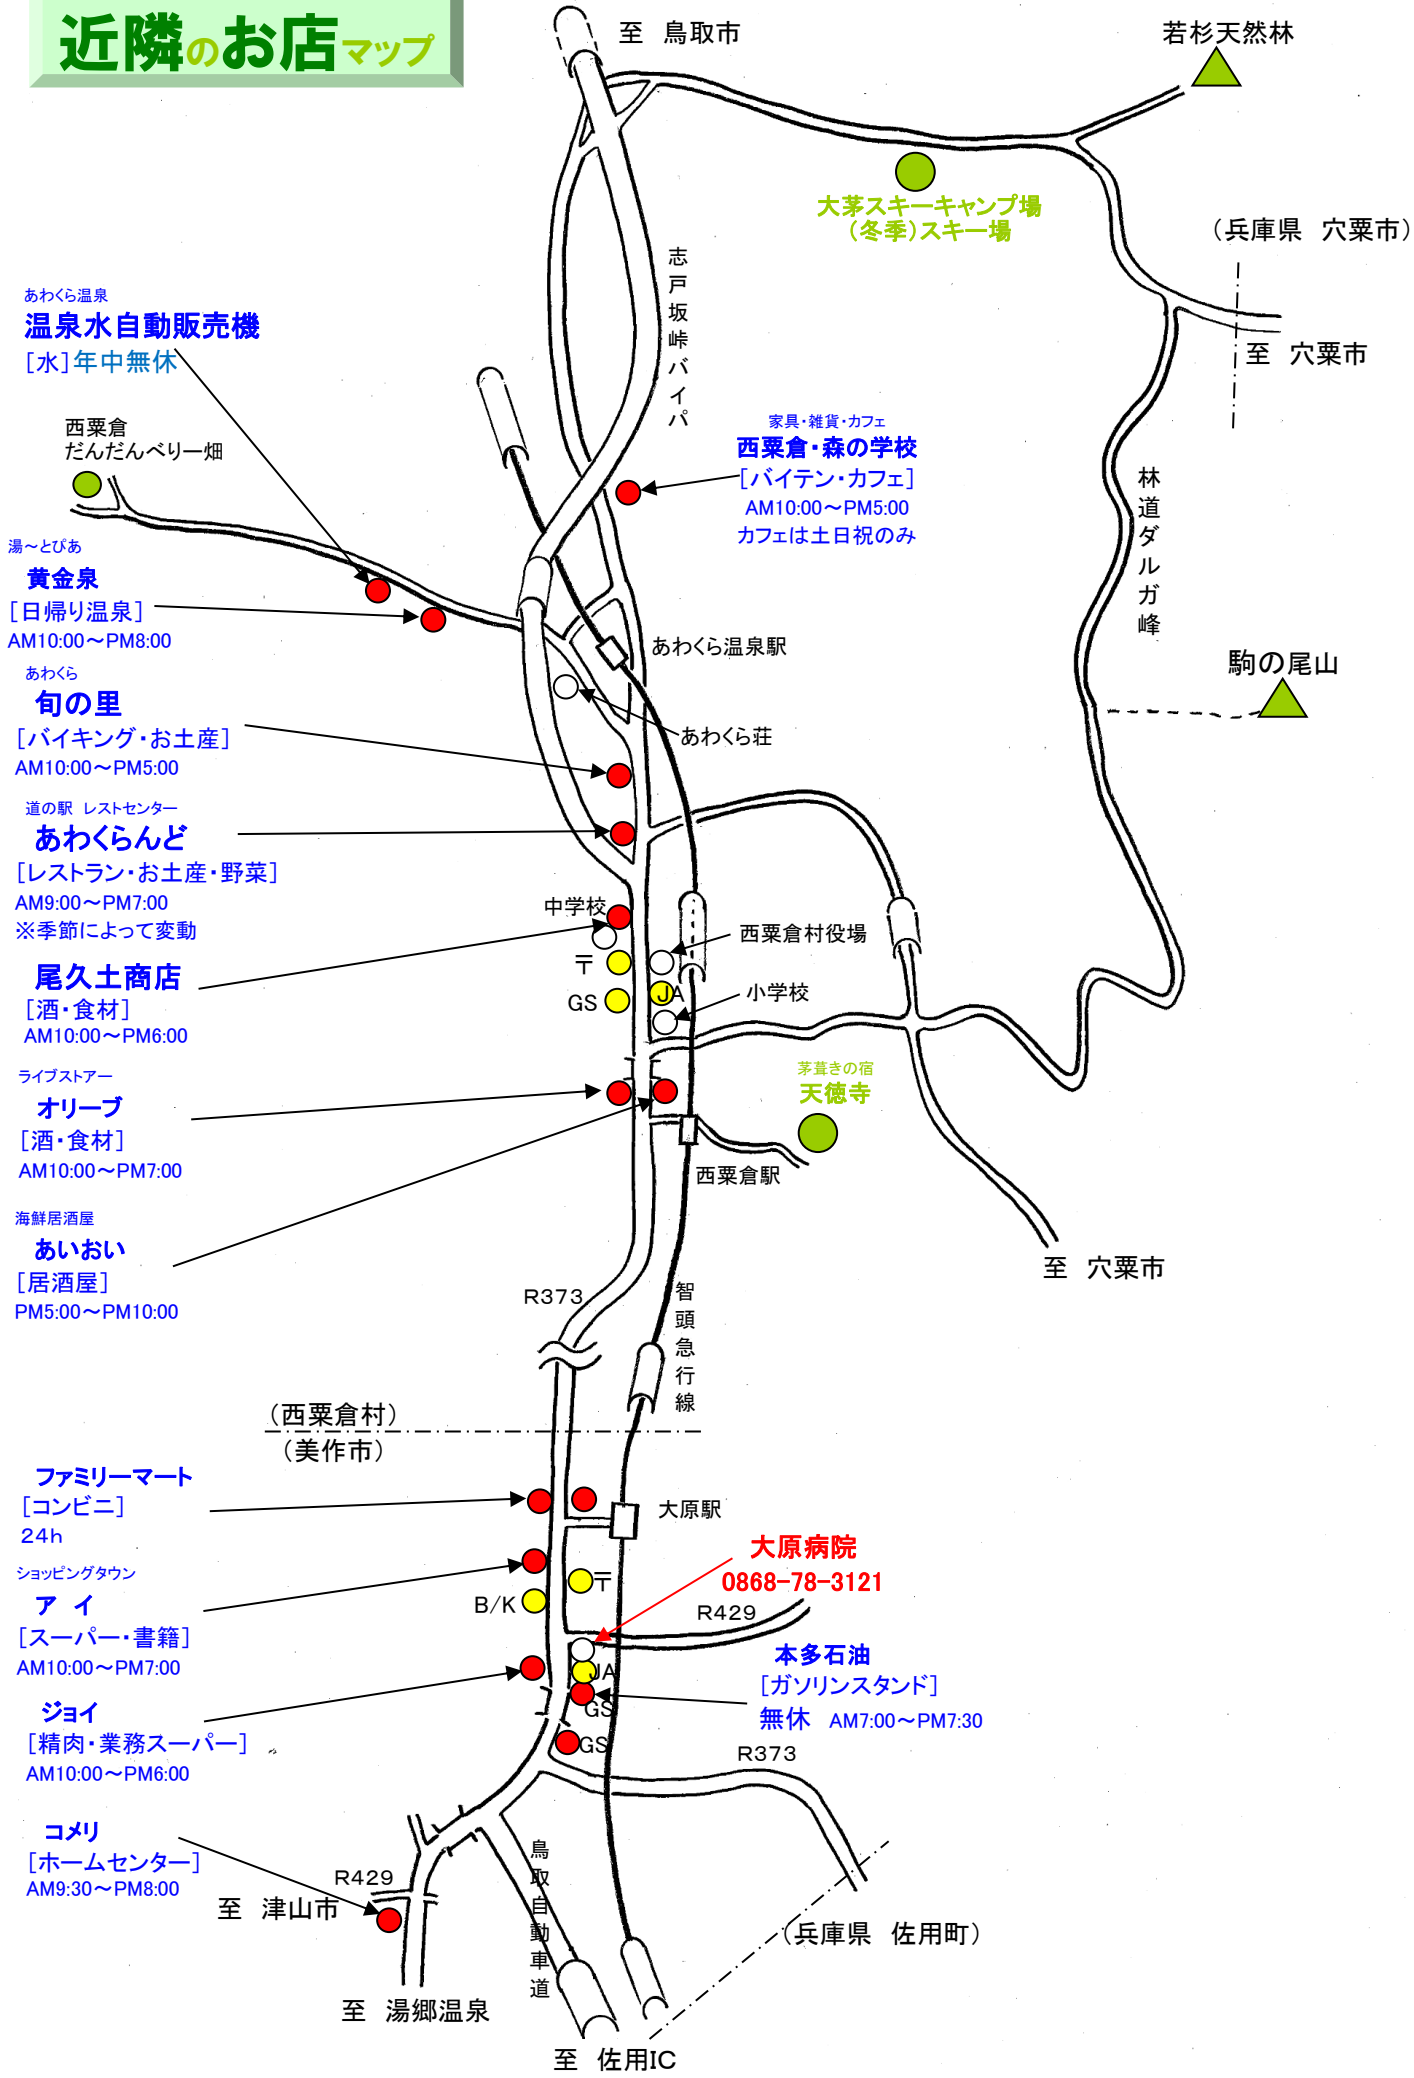 近隣のお店マップ
至 鳥取市
若杉天然林
大茅スキーキャンプ場
(冬季)スキー場
(兵庫県 穴粟市)
至 穴粟市
志戸坂峠バイパ
あわくら温泉
温泉水自動販売機
[水]年中無休
西粟倉
だんだんべりー畑
家具・雑貨・カフェ
西粟倉・森の学校
[バイテン・カフェ]
AM10:00～PM5:00
カフェは土日祝のみ
林道ダルガ峰
湯～とぴあ
黄金泉
[日帰り温泉]
AM10:00～PM8:00
あわくら温泉駅
駒の尾山
あわくら
旬の里
[バイキング・お土産]
AM10:00～PM5:00
あわくら荘
道の駅 レストセンター
あわくらんど
[レストラン・お土産・野菜]
AM9:00～PM7:00
※季節によって変動
中学校
西粟倉村役場
〒
GS
JA
小学校
尾久土商店
[酒・食材]
AM10:00～PM6:00
ライブストアー
オリーブ
[酒・食材]
AM10:00～PM7:00
茅葺きの宿
天徳寺
西粟倉駅
海鮮居酒屋
あいおい
[居酒屋]
PM5:00～PM10:00
至 穴粟市
R373
智頭急行線
(西粟倉村)
(美作市)
ファミリーマート
[コンビニ]
24h
大原駅
大原病院
0868-78-3121
ショッピングタウン
ア イ
[スーパー・書籍]
AM10:00～PM7:00
〒
B/K
R429
JA
GS
GS
本多石油
[ガソリンスタンド]
無休 AM7:00～PM7:30
ジョイ
[精肉・業務スーパー]
AM10:00～PM6:00
R373
コメリ
[ホームセンター]
AM9:30～PM8:00
R429
至 津山市
鳥取自動車道
(兵庫県 佐用町)
至 湯郷温泉
至 佐用IC